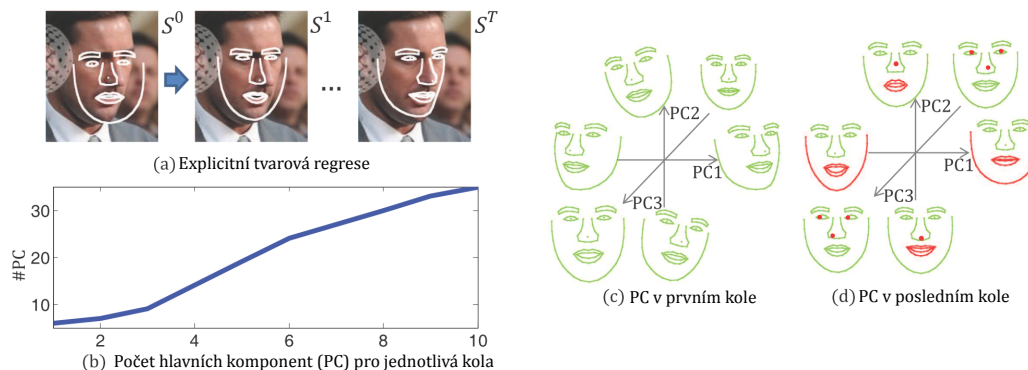 S⁰
S¹
...
Sᵀ
(a) Explicitní tvarová regrese
#PC
30
20
10
2
4
6
8
10
(b) Počet hlavních komponent (PC) pro jednotlivá kola
PC2
PC1
PC3
(c) PC v prvním kole
PC2
PC1
PC3
(d) PC v posledním kole